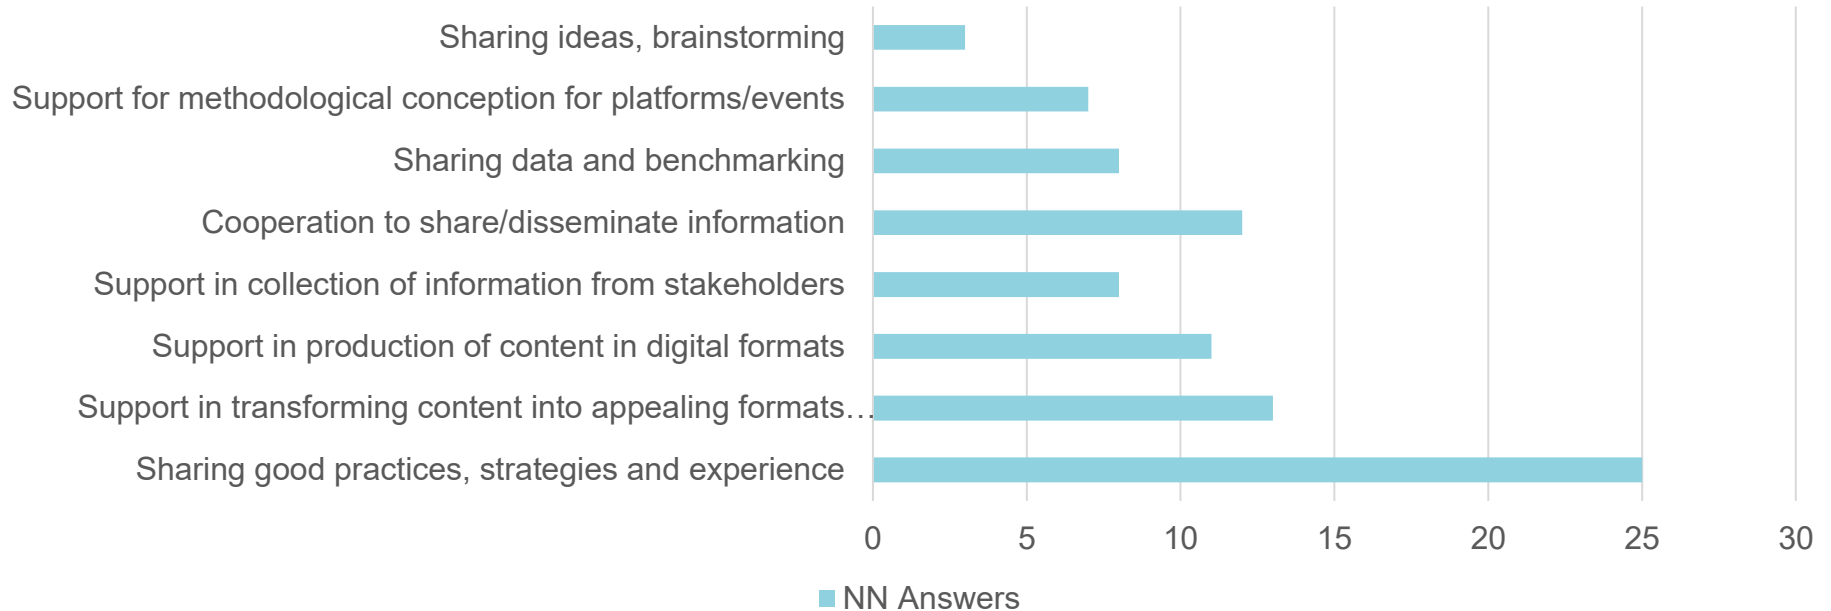 Sharing ideas, brainstorming
Support for methodological conception for platforms/events
Sharing data and benchmarking
Cooperation to share/disseminate information
Support in collection of information from stakeholders
Support in production of content in digital formats
Support in transforming content into appealing formats…
Sharing good practices, strategies and experience
0 5 10 15 20 25 30
NN Answers